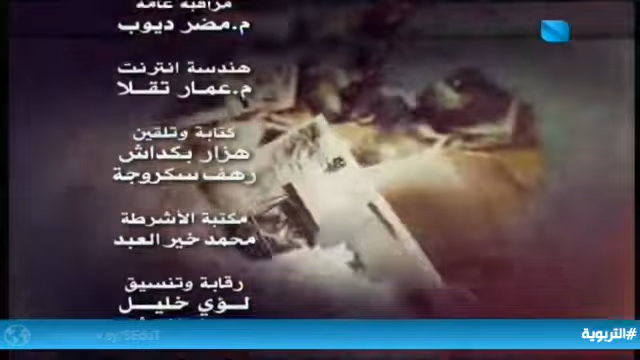 مراقبة عامة
م.مضر ديوب
هندسة انترنت
م.عمار تقلا
كتابة وتلقين
هزار بكداش
رهف سكروجة
مكتبة الأشرطة
محمد خير العبد
رقابة وتنسيق
لؤي خليل
#التربوية